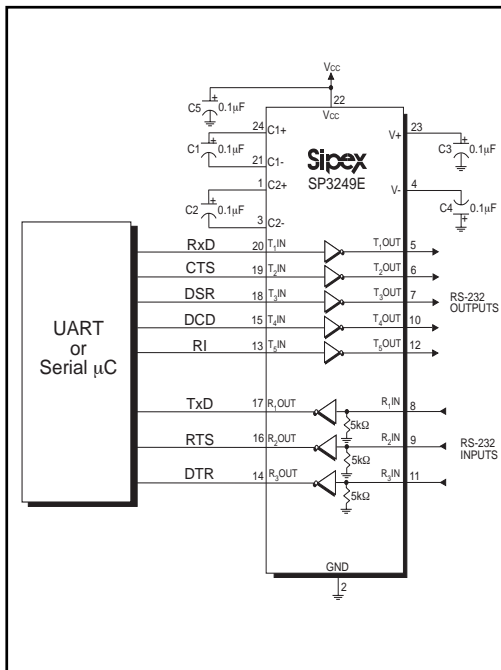 VCC
C5 + 0.1µF
22
VCC
24 C1+
C1 + 0.1µF
21 C1-
1 C2+
C2 + 0.1µF
3 C2-
Sipex
SP3249E
V+ 23
C3 + 0.1µF
V- 4
C4 0.1µF +
UART
or
Serial µC
RxD 20 T1IN T1OUT 5
CTS 19 T2IN T2OUT 6
DSR 18 T3IN T3OUT 7
DCD 15 T4IN T4OUT 10
RI 13 T5IN T5OUT 12
RS-232
OUTPUTS
TxD 17 R1OUT R1IN 8
5kΩ
RTS 16 R2OUT R2IN 9
5kΩ
DTR 14 R3OUT R3IN 11
5kΩ
RS-232
INPUTS
GND
2